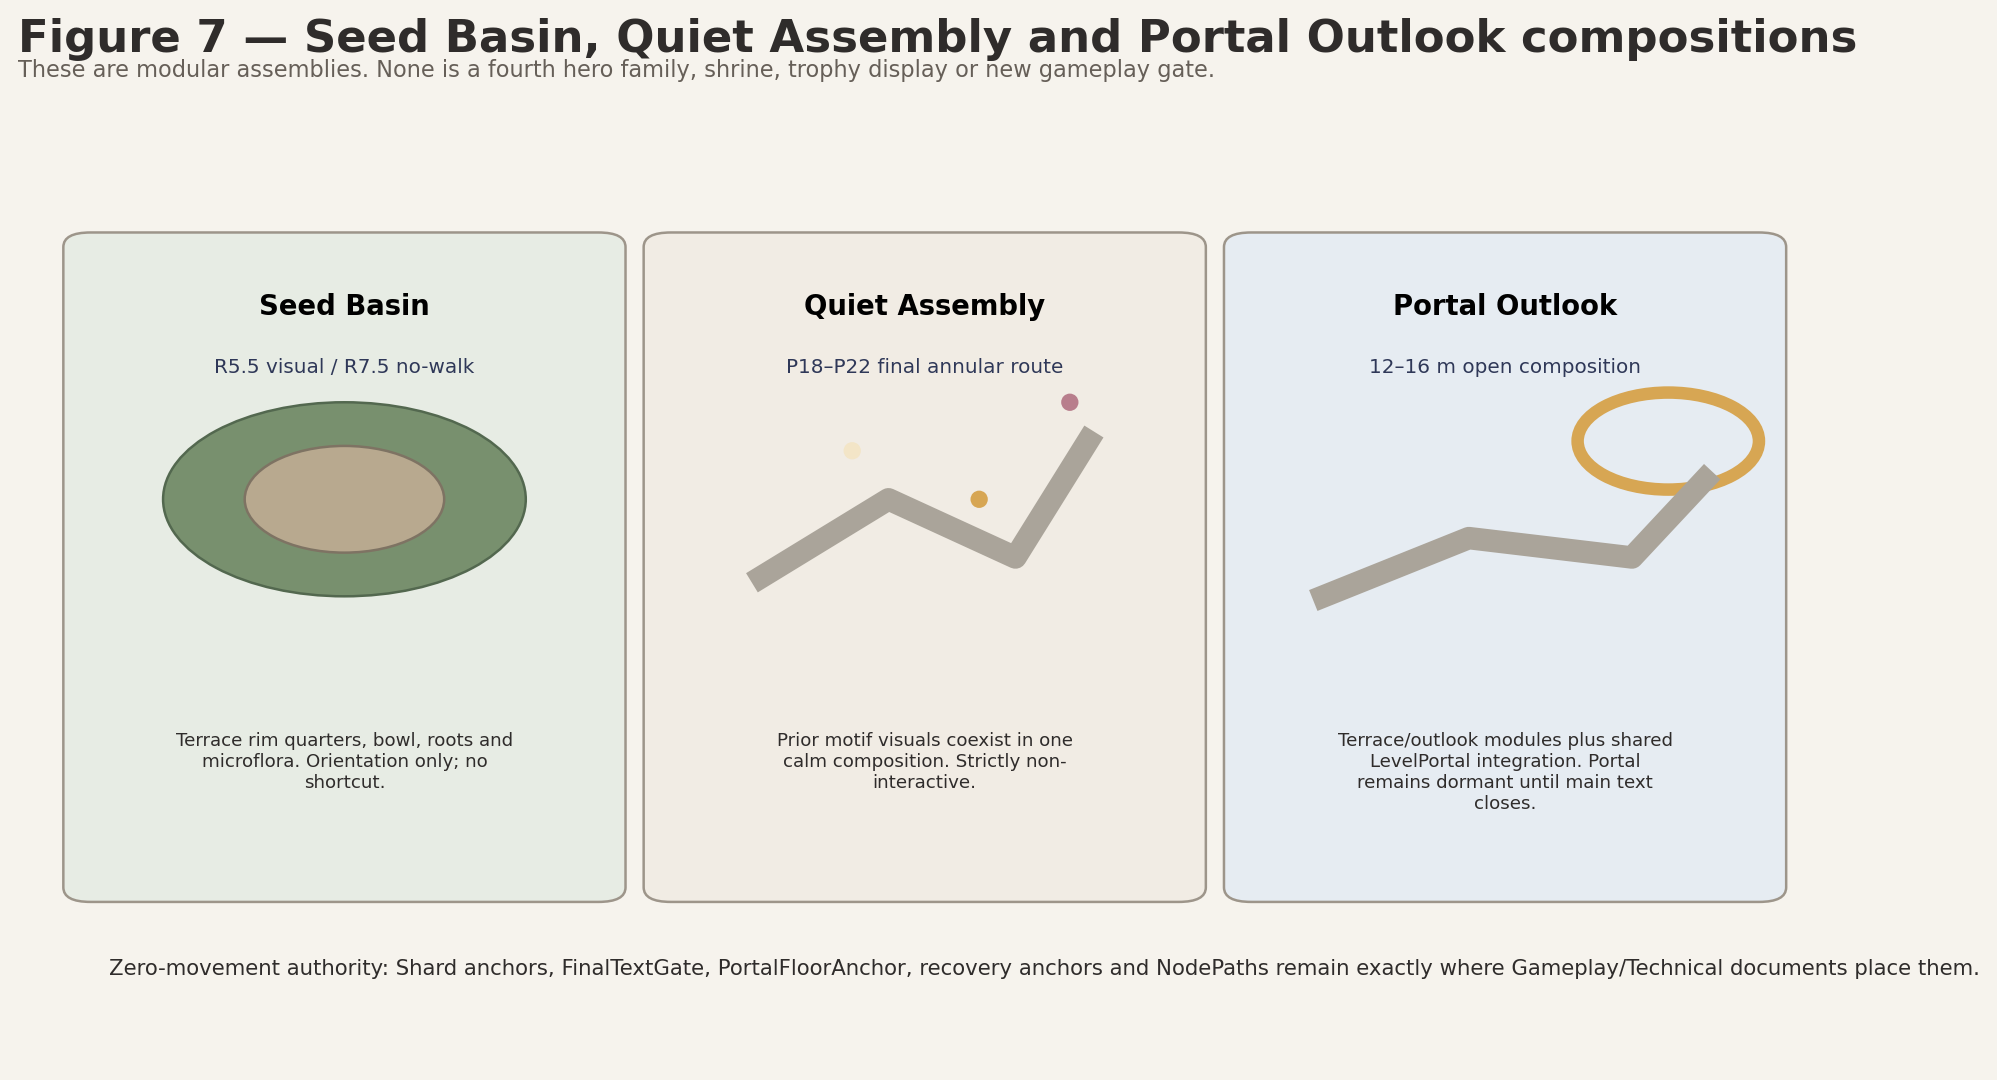 Figure 7 — Seed Basin, Quiet Assembly and Portal Outlook compositions
These are modular assemblies. None is a fourth hero family, shrine, trophy display or new gameplay gate.
Seed Basin
R5.5 visual / R7.5 no-walk
Terrace rim quarters, bowl, roots and
microflora. Orientation only; no
shortcut.
Quiet Assembly
P18–P22 final annular route
Prior motif visuals coexist in one
calm composition. Strictly non-
interactive.
Portal Outlook
12–16 m open composition
Terrace/outlook modules plus shared
LevelPortal integration. Portal
remains dormant until main text
closes.
Zero-movement authority: Shard anchors, FinalTextGate, PortalFloorAnchor, recovery anchors and NodePaths remain exactly where Gameplay/Technical documents place them.